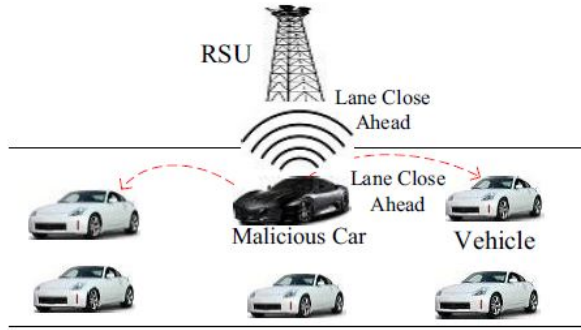 RSU
Lane Close
Ahead
Lane Close
Ahead
Malicious Car
Vehicle